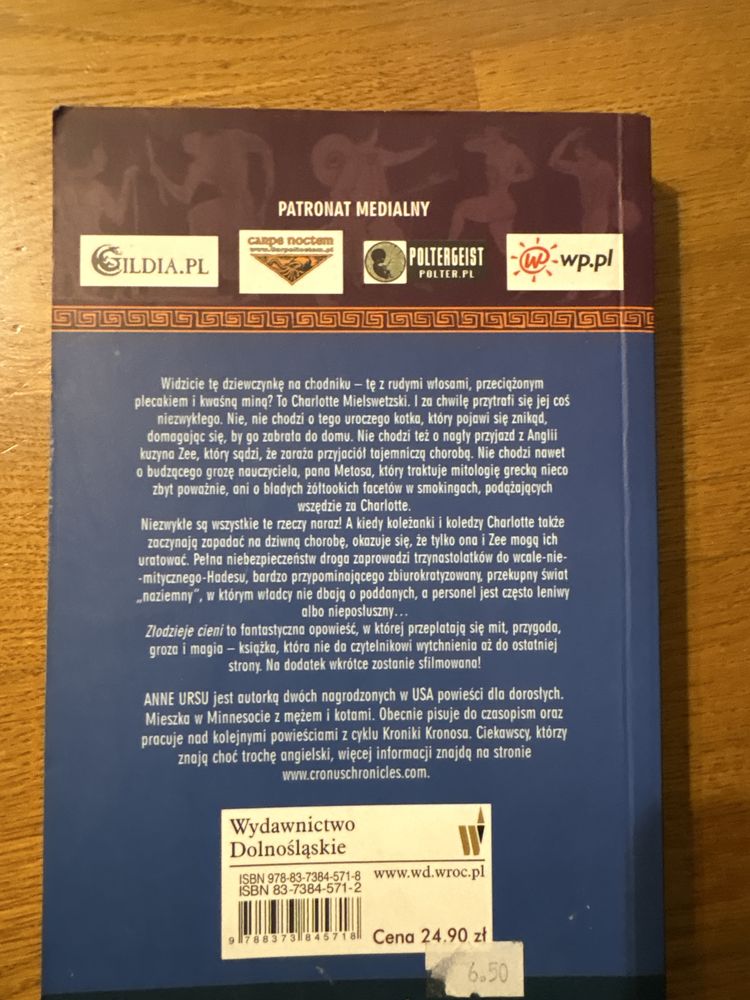 PATRONAT MEDIALNY
GILDIA.PL
carpe noctem
www.carpenoctem.pl
POLTERGEIST
POLTER.PL
w wp.pl
Widzicie tę dziewczynkę na chodniku – tę z rudymi włosami, przeciążonym
plecakiem i kwaśną miną? To Charlotte Mielswetzski. I za chwilę przytrafi się jej coś
niezwykłego. Nie, nie chodzi o tego uroczego kotka, który pojawi się znikąd,
domagając się, by go zabrała do domu. Nie chodzi też o nagły przyjazd z Anglii
kuzyna Zee, który sądzi, że zaraża przyjaciół tajemniczą chorobą. Nie chodzi nawet
o budzącego grozę nauczyciela, pana Metosa, który traktuje mitologię grecką nieco
zbyt poważnie, ani o bladych żółtookich facetów w smokingach, podążających
wszędzie za Charlotte.
Niezwykłe są wszystkie te rzeczy naraz! A kiedy koleżanki i koledzy Charlotte także
zaczynają zapadać na dziwną chorobę, okazuje się, że tylko ona i Zee mogą ich
uratować. Pełna niebezpieczeństw droga zaprowadzi trzynastolatków do wcale-nie-
-mitycznego-Hadesu, bardzo przypominającego zbiurokratyzowany, przekupny świat
„naziemny", w którym władcy nie dbają o poddanych, a personel jest często leniwy
albo nieposłuszny...
Złodzieje cieni to fantastyczna opowieść, w której przeplatają się mit, przygoda,
groza i magia – książka, która nie da czytelnikowi wytchnienia aż do ostatniej
strony. Na dodatek wkrótce zostanie sfilmowana!
ANNE URSU jest autorką dwóch nagrodzonych w USA powieści dla dorosłych.
Mieszka w Minnesocie z mężem i kotami. Obecnie pisuje do czasopism oraz
pracuje nad kolejnymi powieściami z cyklu Kroniki Kronosa. Ciekawscy, którzy
znają choć trochę angielski, więcej informacji znajdą na stronie
www.cronuschronicles.com.
Wydawnictwo
Dolnośląskie
ISBN 978-83-7384-571-8
ISBN 83-7384-571-2
www.wd.wroc.pl
9 788373 845718
Cena 24.90 zł
6.50